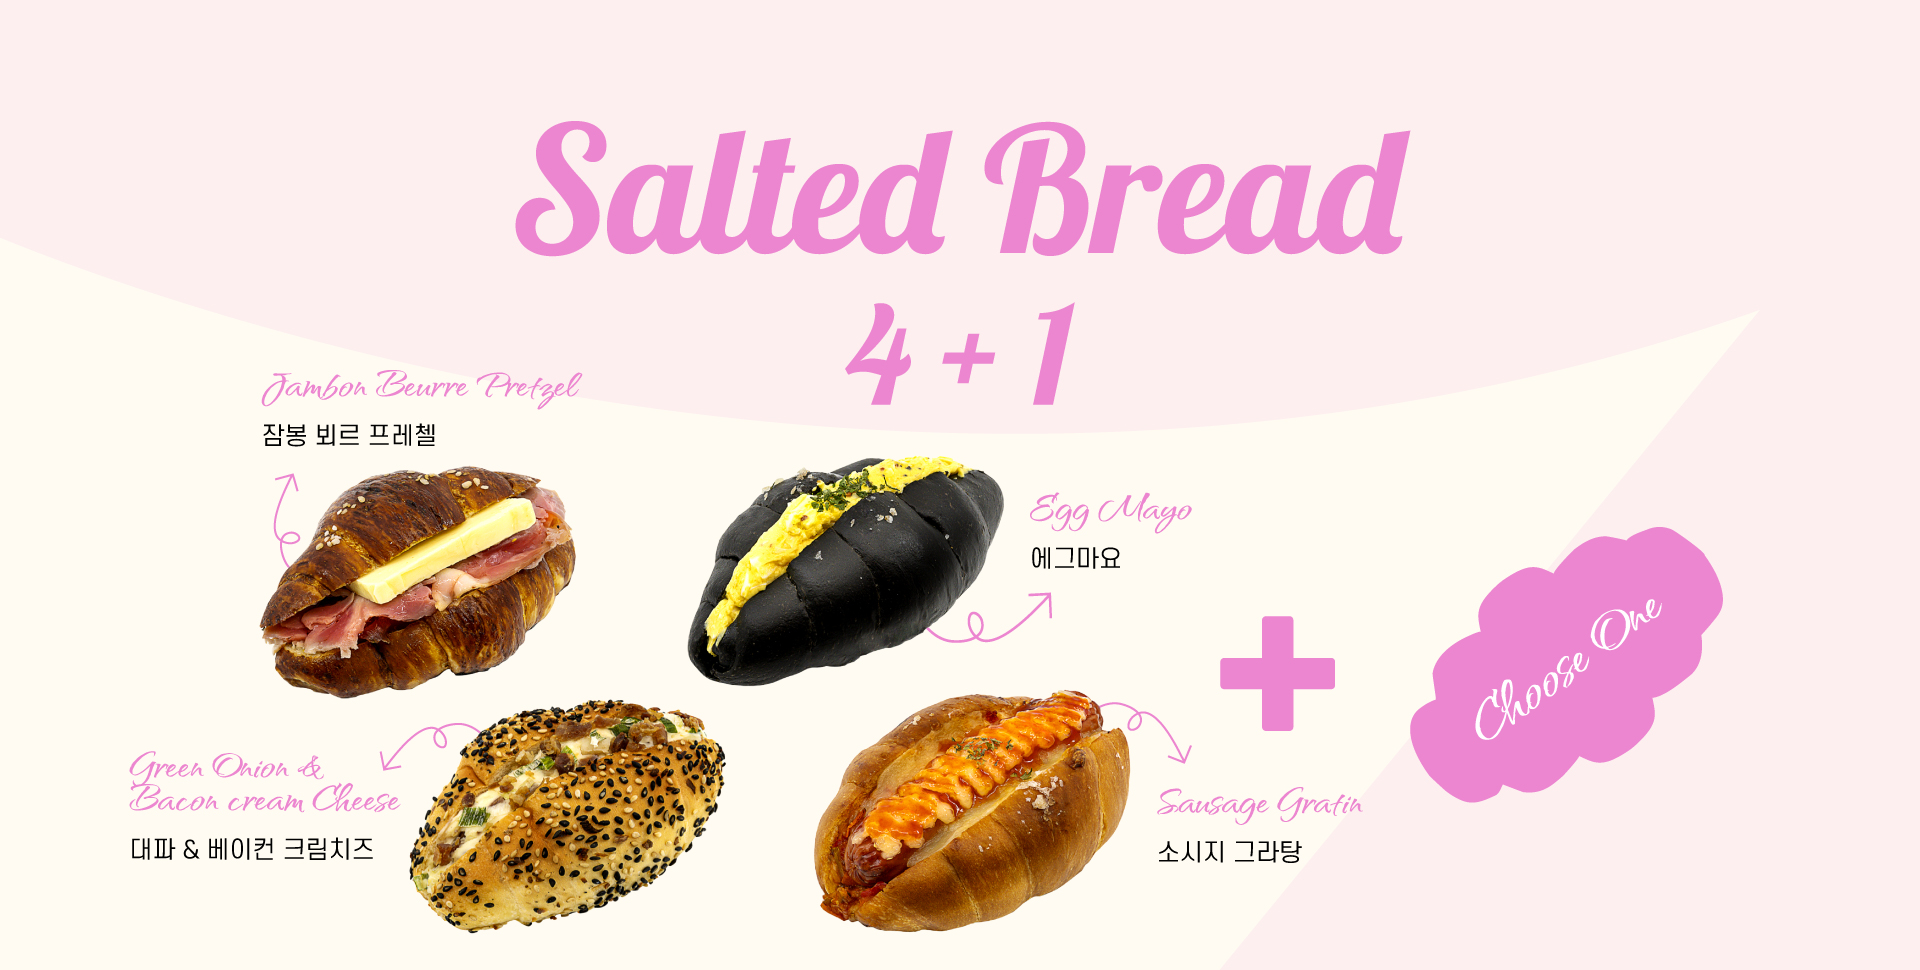 Salted Bread
4 + 1
Jambon Beurre Pretzel
잠봉 뵈르 프레첼
Egg Mayo
에그마요
Green Onion &
Bacon cream Cheese
대파 & 베이컨 크림치즈
Sausage Gratin
소시지 그라탕
+
Choose One